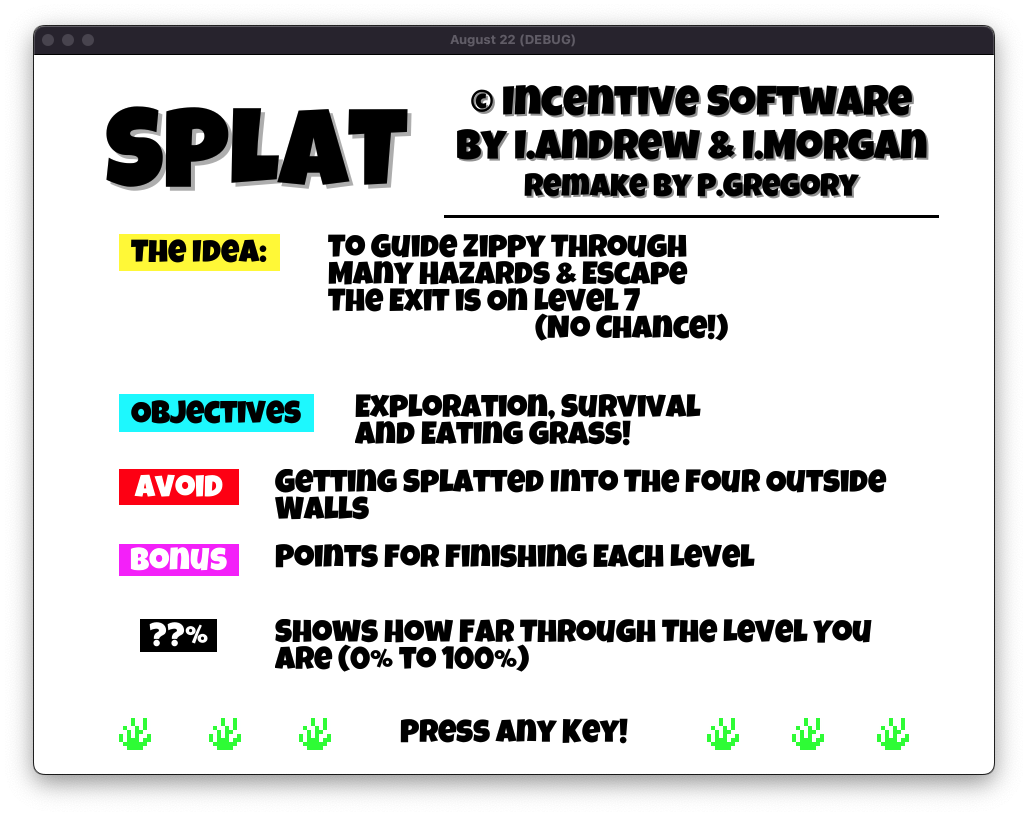 August 22 (DEBUG)
SPLAT
© INCENTIVE SOFTWARE
BY I.ANDREW & I.MORGAN
REMAKE BY P.GREGORY
THE IDEA:
TO GUIDE ZIPPY THROUGH
MANY HAZARDS & ESCAPE
THE EXIT IS ON LEVEL 7
(NO CHANCE!)
OBJECTIVES
EXPLORATION, SURVIVAL
AND EATING GRASS!
AVOID
GETTING SPLATTED INTO THE FOUR OUTSIDE
WALLS
BONUS
POINTS FOR FINISHING EACH LEVEL
??%
SHOWS HOW FAR THROUGH THE LEVEL YOU
ARE (0% TO 100%)
PRESS ANY KEY!